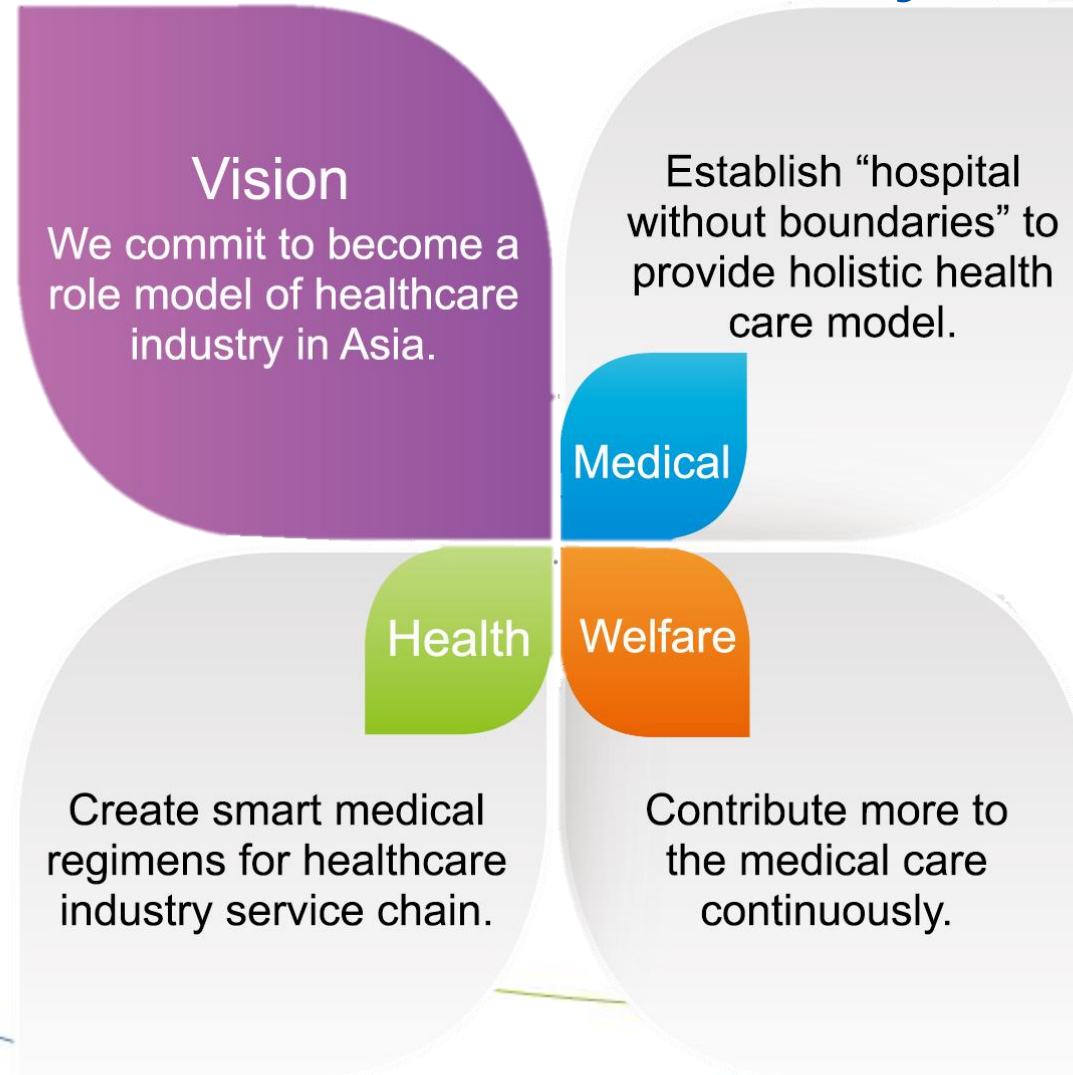 Vision
We commit to become a
role model of healthcare
industry in Asia.
Establish “hospital
without boundaries” to
provide holistic health
care model.
Medical
Health
Welfare
Create smart medical
regimens for healthcare
industry service chain.
Contribute more to
the medical care
continuously.